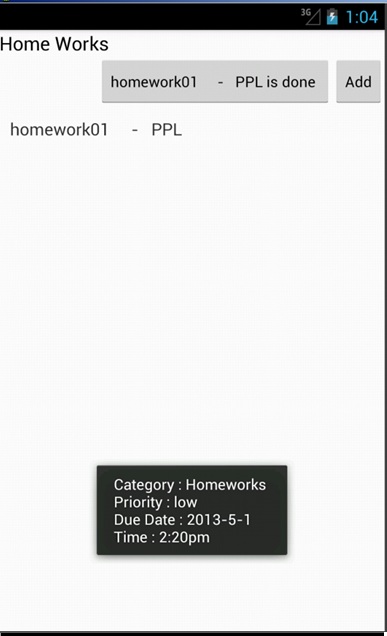 3G 1:04
Home Works
homework01 - PPL is done Add
homework01 - PPL
Category : Homeworks
Priority : low
Due Date : 2013-5-1
Time : 2:20pm